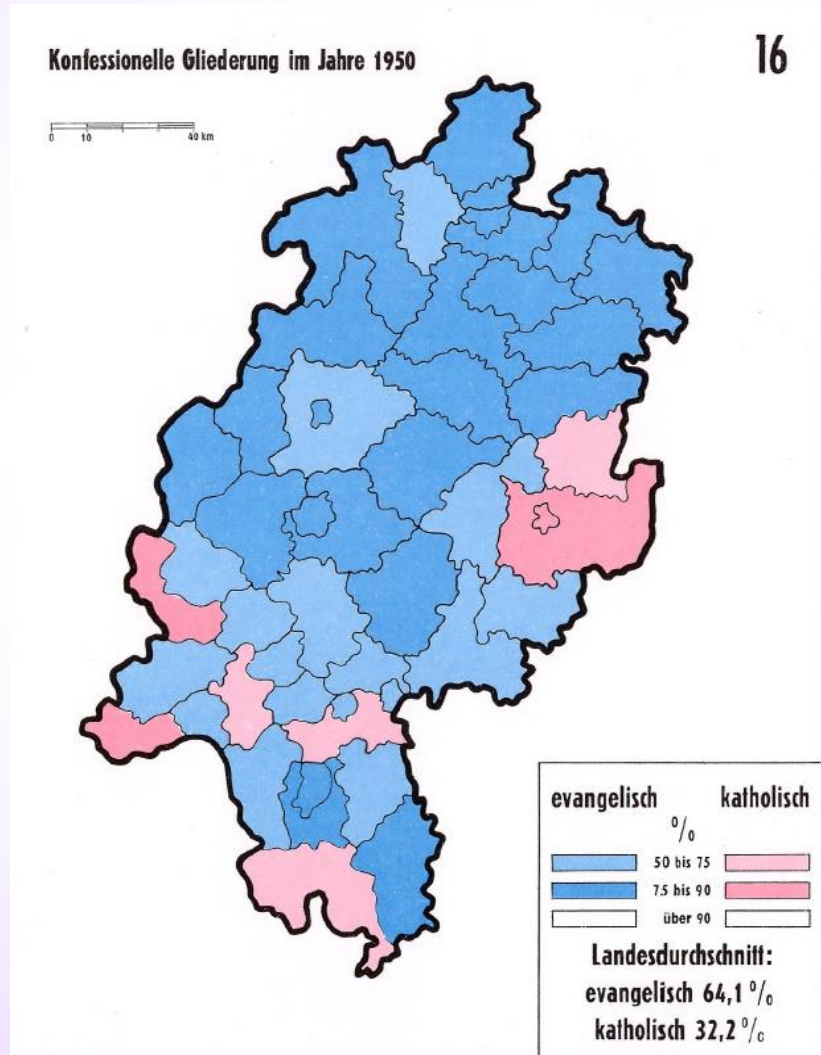 Konfessionelle Gliederung im Jahre 1950
16
0 10 40 km
evangelisch katholisch
%
50 bis 75
75 bis 90
über 90
Landesdurchschnitt:
evangelisch 64,1 %
katholisch 32,2 %